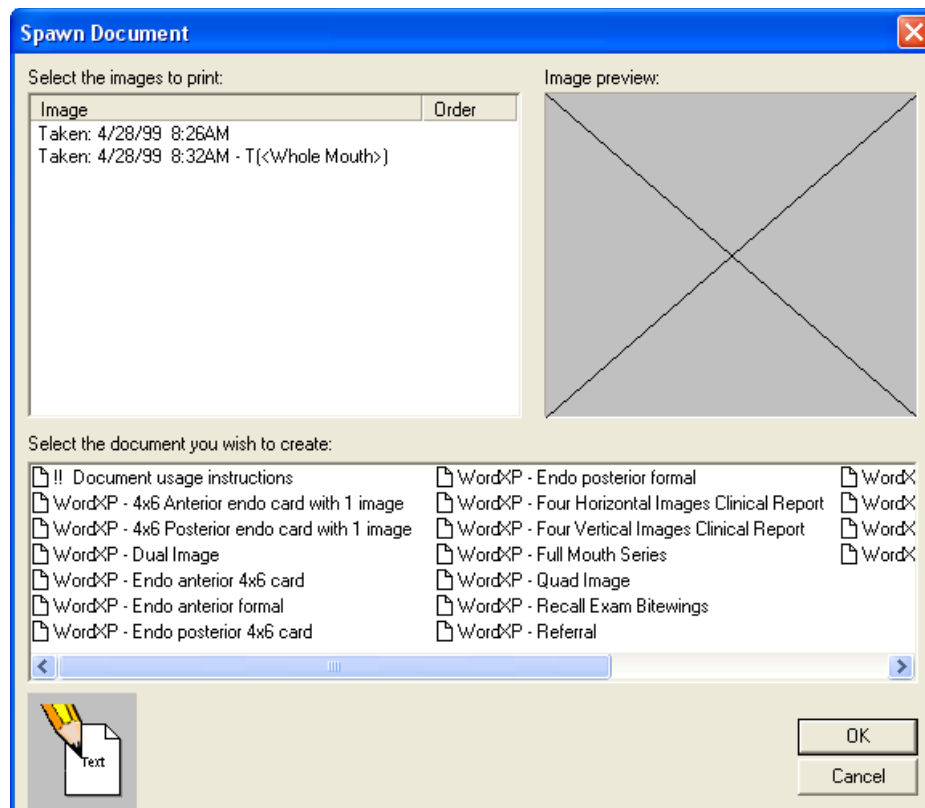 Spawn Document
Select the images to print:
Image preview:
Image Order
Taken: 4/28/99 8:26AM
Taken: 4/28/99 8:32AM - T(<Whole Mouth>)
Select the document you wish to create:
!! Document usage instructions
WordXP - 4x6 Anterior endo card with 1 image
WordXP - 4x6 Posterior endo card with 1 image
WordXP - Dual Image
WordXP - Endo anterior 4x6 card
WordXP - Endo anterior formal
WordXP - Endo posterior 4x6 card
WordXP - Endo posterior formal
WordXP - Four Horizontal Images Clinical Report
WordXP - Four Vertical Images Clinical Report
WordXP - Full Mouth Series
WordXP - Quad Image
WordXP - Recall Exam Bitewings
WordXP - Referral
WordX
WordX
WordX
WordX
Text
OK
Cancel